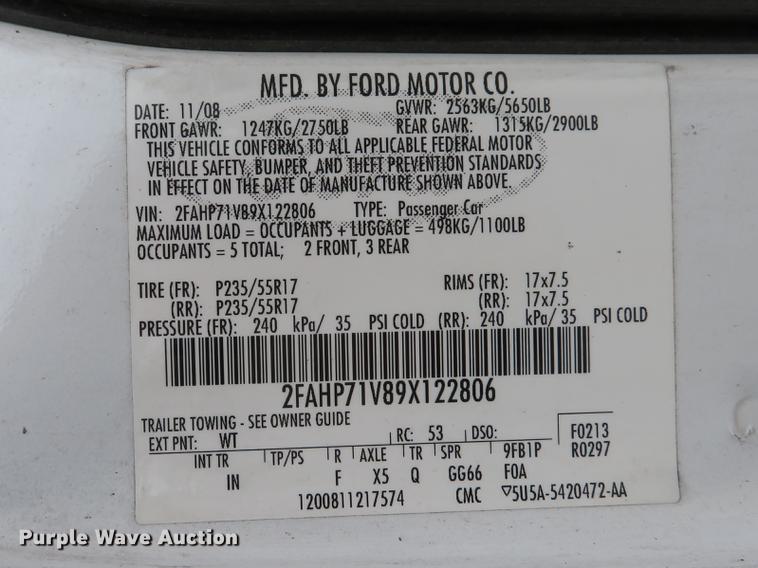 MFD. BY FORD MOTOR CO.
DATE: 11/08 GVWR: 2563KG/5650LB
FRONT GAWR: 1247KG/2750LB REAR GAWR: 1315KG/2900LB
THIS VEHICLE CONFORMS TO ALL APPLICABLE FEDERAL MOTOR
VEHICLE SAFETY, BUMPER, AND THEFT PREVENTION STANDARDS
IN EFFECT ON THE DATE OF MANUFACTURE SHOWN ABOVE.
VIN: 2FAHP71V89X122806 TYPE: Passenger Car
MAXIMUM LOAD = OCCUPANTS + LUGGAGE = 498KG/1100LB
OCCUPANTS = 5 TOTAL; 2 FRONT, 3 REAR
TIRE (FR): P235/55R17 RIMS (FR): 17x7.5
(RR): P235/55R17 (RR): 17x7.5
PRESSURE (FR): 240 kPa/ 35 PSI COLD (RR): 240 kPa/ 35 PSI COLD
2FAHP71V89X122806
TRAILER TOWING - SEE OWNER GUIDE
EXT PNT: WT RC: 53 DSO: F0213
INT TR TP/PS R AXLE TR SPR 9FB1P R0297
IN F X5 Q GG66 F0A
1200811217574 CMC ▽5U5A-5420472-AA
Purple Wave Auction